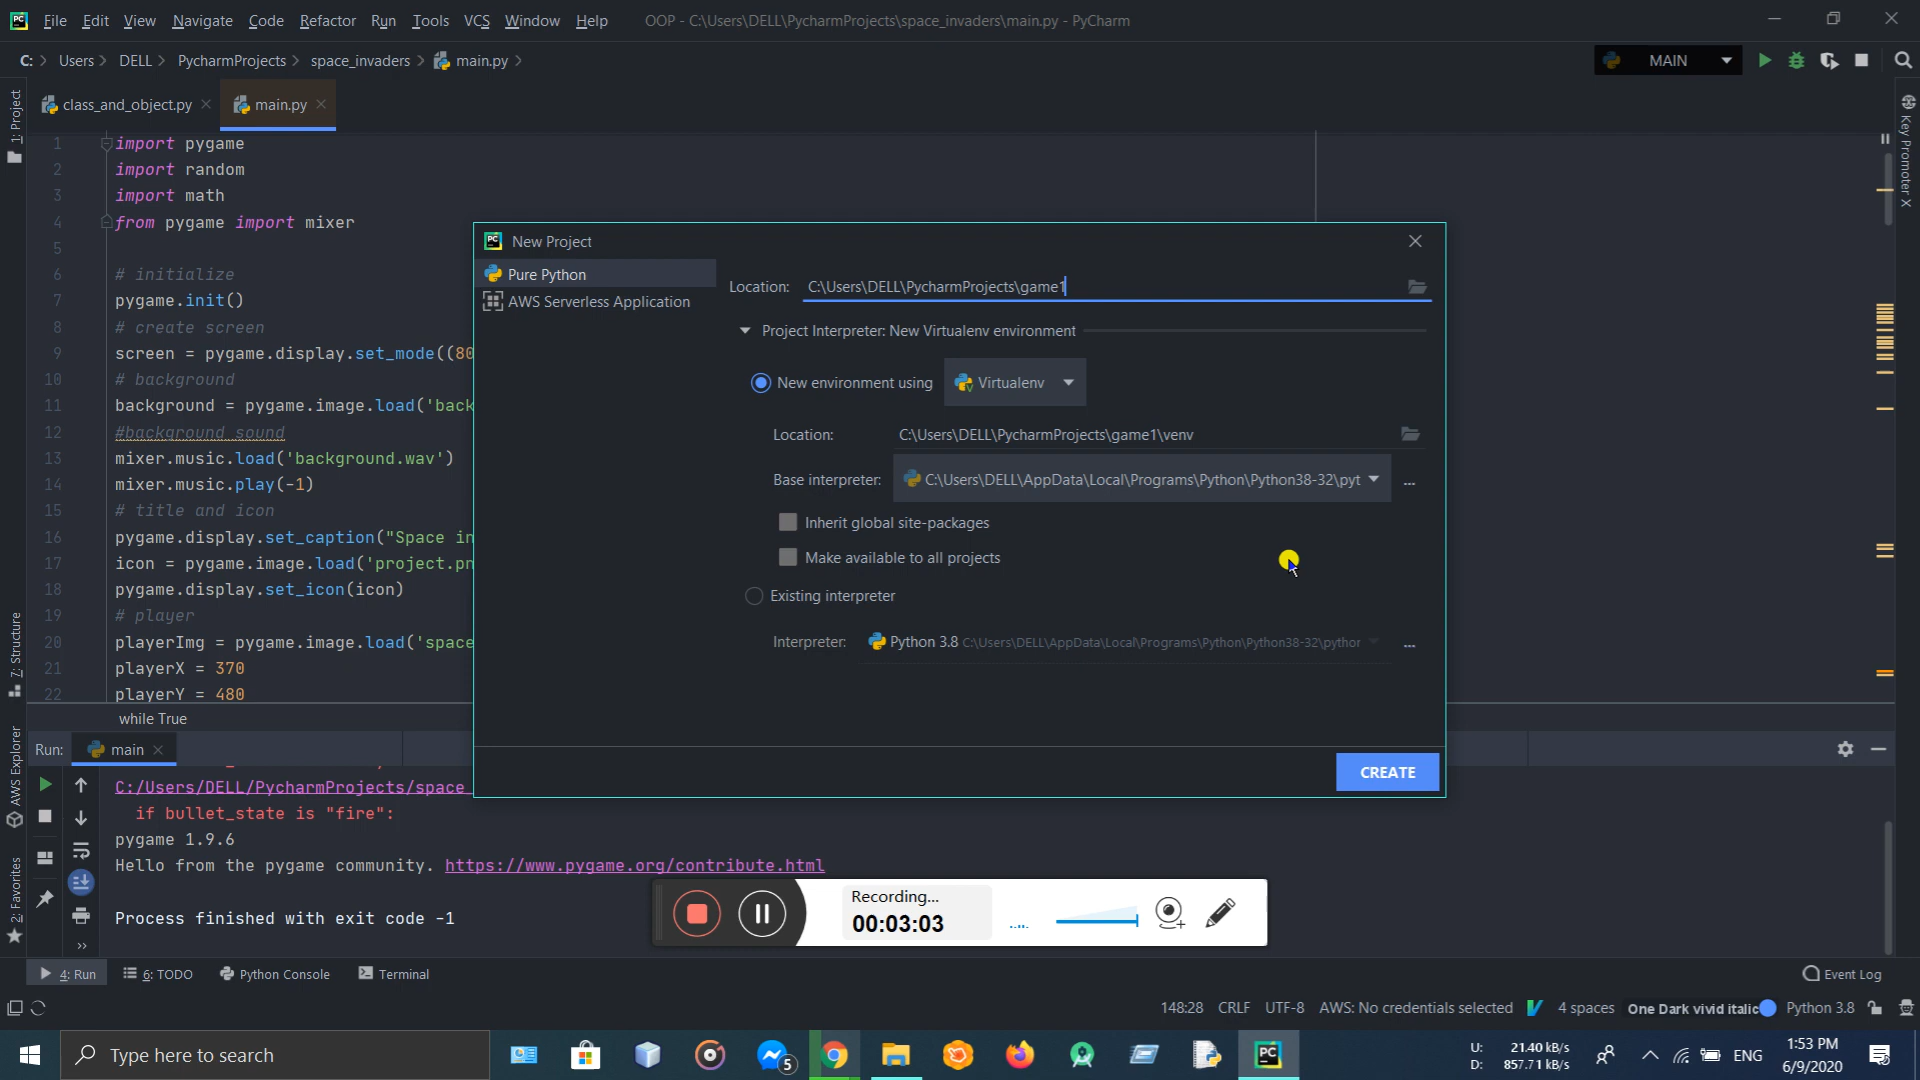 File Edit View Navigate Code Refactor Run Tools VCS Window Help OOP - C:\Users\DELL\PycharmProjects\space_invaders\main.py - PyCharm
C: Users DELL PycharmProjects space_invaders main.py MAIN
class_and_object.py main.py
1: Project
Key Promoter X
1 import pygame
2 import random
3 import math
4 from pygame import mixer
5
6 # initialize
7 pygame.init()
8 # create screen
9 screen = pygame.display.set_mode((80
10 # background
11 background = pygame.image.load('back
12 #background sound
13 mixer.music.load('background.wav')
14 mixer.music.play(-1)
15 # title and icon
16 pygame.display.set_caption("Space in
17 icon = pygame.image.load('project.pn
18 pygame.display.set_icon(icon)
19 # player
20 playerImg = pygame.image.load('space
21 playerX = 370
22 playerY = 480
while True
New Project
Pure Python
AWS Serverless Application
Location: C:\Users\DELL\PycharmProjects\game1
Project Interpreter: New Virtualenv environment
New environment using Virtualenv
Location: C:\Users\DELL\PycharmProjects\game1\venv
Base interpreter: C:\Users\DELL\AppData\Local\Programs\Python\Python38-32\pyt ...
Inherit global site-packages
Make available to all projects
Existing interpreter
Interpreter: Python 3.8 C:\Users\DELL\AppData\Local\Programs\Python\Python38-32\python ...
CREATE
7: Structure
AWS Explorer
2: Favorites
Run: main
C:/Users/DELL/PycharmProjects/space_
if bullet_state is "fire":
pygame 1.9.6
Hello from the pygame community. https://www.pygame.org/contribute.html
Process finished with exit code -1
Recording...
00:03:03
4: Run 6: TODO Python Console Terminal Event Log
148:28 CRLF UTF-8 AWS: No credentials selected 4 spaces One Dark vivid italic Python 3.8
Type here to search
5
U: 21.40 kB/s
D: 857.71 kB/s
ENG
1:53 PM
6/9/2020